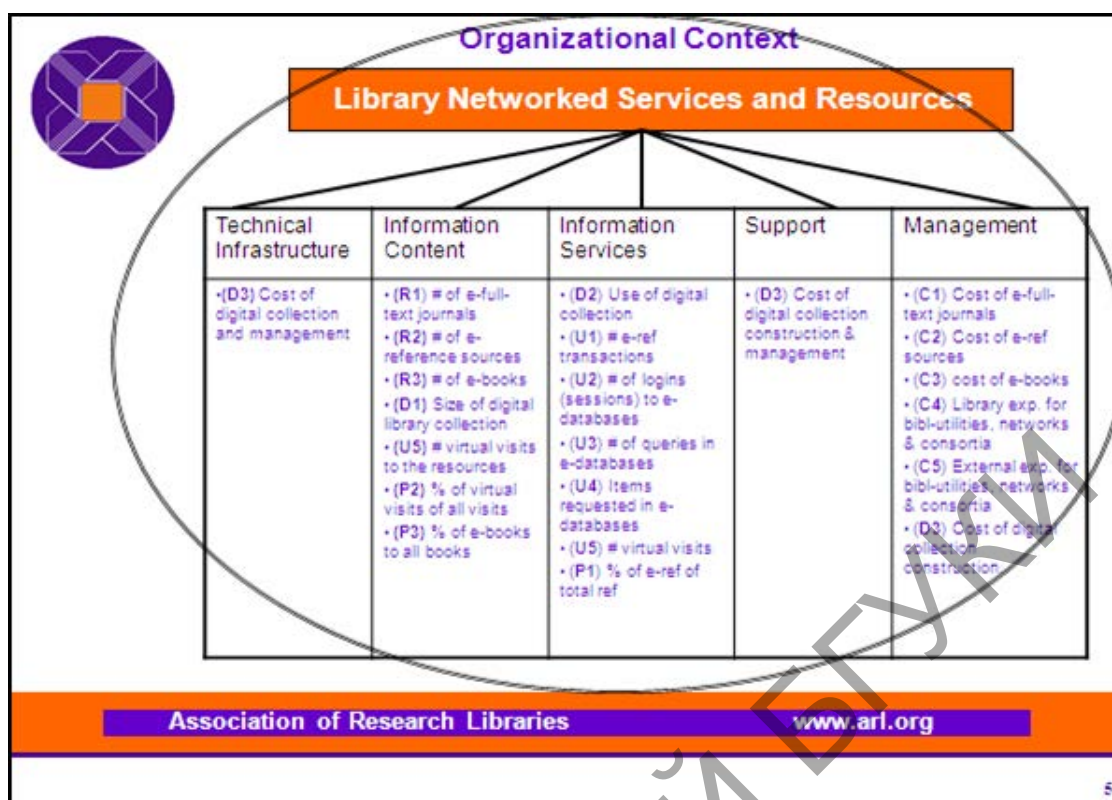 Organizational Context
Library Networked Services and Resources
Technical
Infrastructure
•(D3) Cost of
digital collection
and management
Information
Content
• (R1) # of e-full-
text journals
• (R2) # of e-
reference sources
• (R3) # of e-books
• (D1) Size of digital
library collection
• (U5) # virtual visits
to the resources
• (P2) % of virtual
visits of all visits
• (P3) % of e-books
to all books
Information
Services
• (D2) Use of digital
collection
• (U1) # e-ref
transactions
• (U2) # of logins
(sessions) to e-
databases
• (U3) # of queries in
e-databases
• (U4) Items
requested in e-
databases
• (U5) # virtual visits
• (P1) % of e-ref of
total ref
Support
• (D3) Cost of
digital collection
construction &
management
Management
• (C1) Cost of e-full-
text journals
• (C2) Cost of e-ref
sources
• (C3) cost of e-books
• (C4) Library exp. for
bibl-utilities, networks
& consortia
• (C5) External exp. for
bibl-utilities, networks
& consortia
• (D3) Cost of digital
collection
construction
Association of Research Libraries
www.arl.org
5
БГУКИ